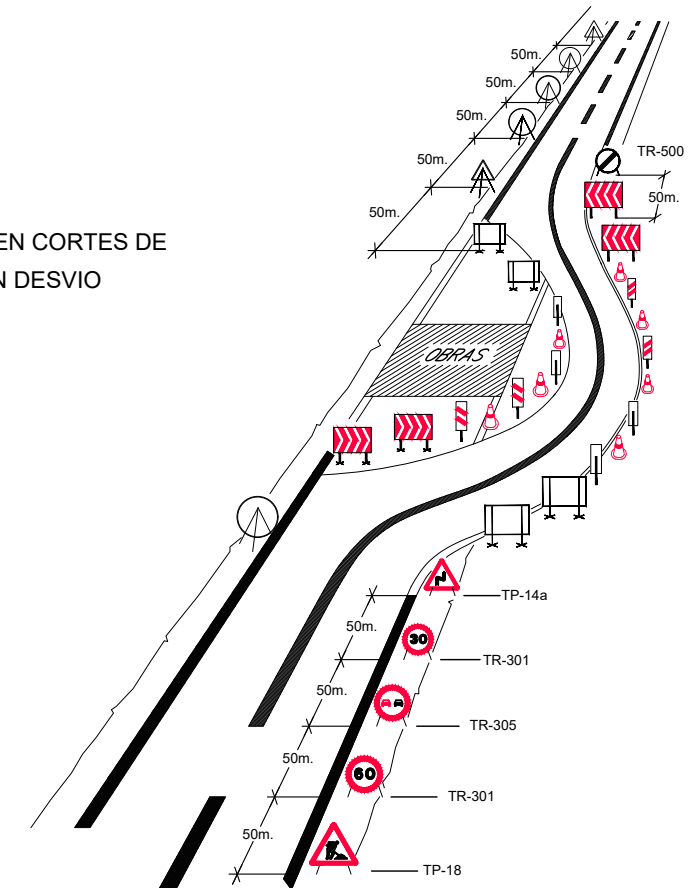 50m.
50m.
50m.
50m.
50m.
TR-500
50m.
EN CORTES DE
N DESVIO
OBRAS
TP-14a
50m.
30
TR-301
50m.
TR-305
50m.
60
TR-301
50m.
TP-18